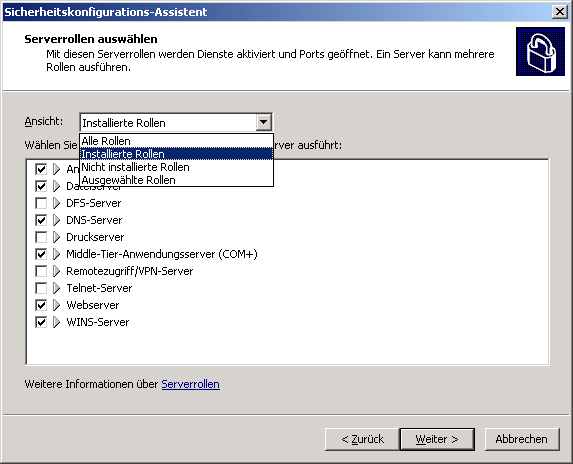 Sicherheitskonfigurations-Assistent
Serverrollen auswählen
Mit diesen Serverrollen werden Dienste aktiviert und Ports geöffnet. Ein Server kann mehrere
Rollen ausführen.
Ansicht:
Installierte Rollen
Alle Rollen
Installierte Rollen
Nicht installierte Rollen
Ausgewählte Rollen
Wählen Sie rver ausführt:
Dateiserver
DFS-Server
DNS-Server
Druckserver
Middle-Tier-Anwendungsserver (COM+)
Remotezugriff/VPN-Server
Telnet-Server
Webserver
WINS-Server
Weitere Informationen über Serverrollen
< Zurück
Weiter >
Abbrechen